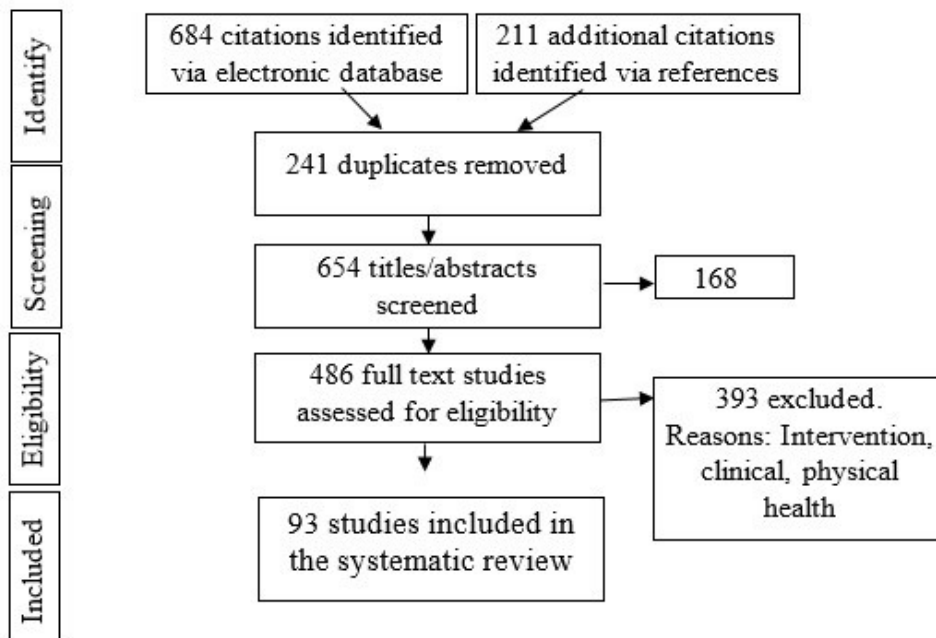 Identify
684 citations identified
via electronic database
211 additional citations
identified via references
241 duplicates removed
Screening
654 titles/abstracts
screened
168
Eligibility
486 full text studies
assessed for eligibility
393 excluded.
Reasons: Intervention,
clinical, physical
health
Included
93 studies included in
the systematic review